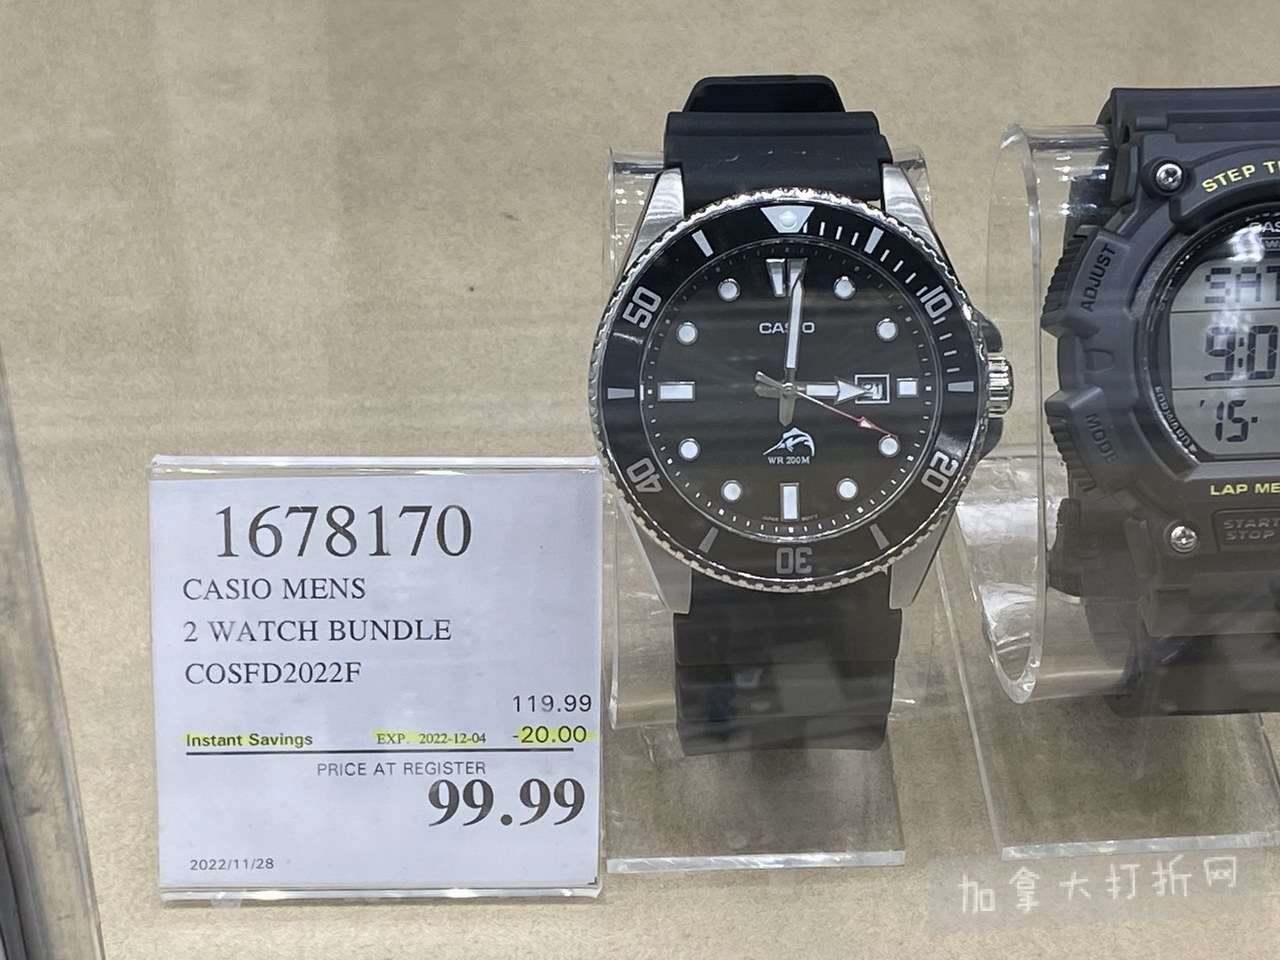 1678170
CASIO MENS
2 WATCH BUNDLE
COSFD2022F
119.99
Instant Savings EXP. 2022-12-04 -20.00
PRICE AT REGISTER
99.99
2022/11/28
10
20
30
40
50
CASIO
WR 200M
STEP
ADJUST
MODE
FORWARD
SAT
9:0
'15
LAP ME
START
STOP
加拿大打折网